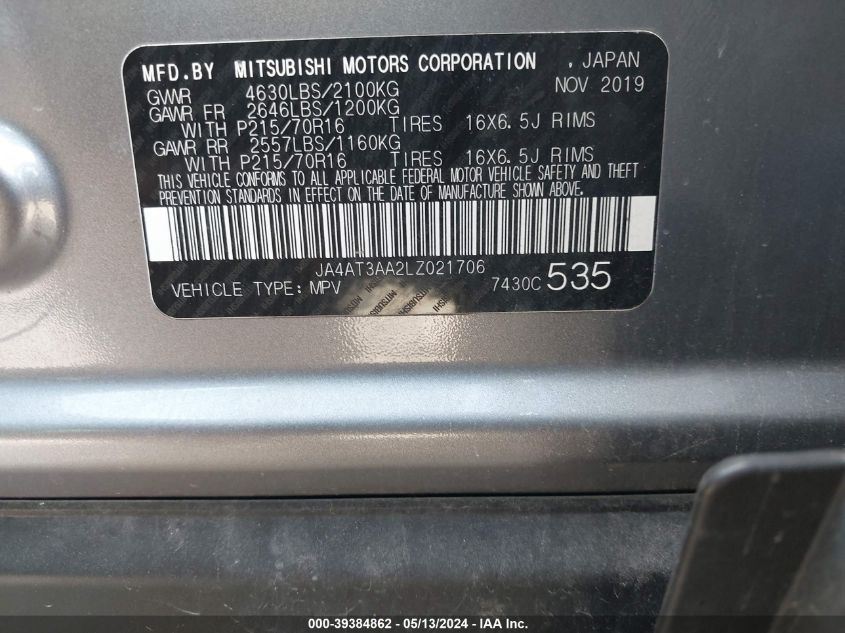 MFD.BY MITSUBISHI MOTORS CORPORATION , JAPAN
GVWR 4630LBS/2100KG NOV 2019
GAWR FR 2646LBS/1200KG
WITH P215/70R16 TIRES 16X6.5J RIMS
GAWR RR 2557LBS/1160KG
WITH P215/70R16 TIRES 16X6.5J RIMS
THIS VEHICLE CONFORMS TO ALL APPLICABLE FEDERAL MOTOR VEHICLE SAFETY AND THEFT
PREVENTION STANDARDS IN EFFECT ON THE DATE OF MANUFACTURE SHOWN ABOVE.
JA4AT3AA2LZ021706
VEHICLE TYPE: MPV 7430C 535
000-39384862 - 05/13/2024 - IAA Inc.